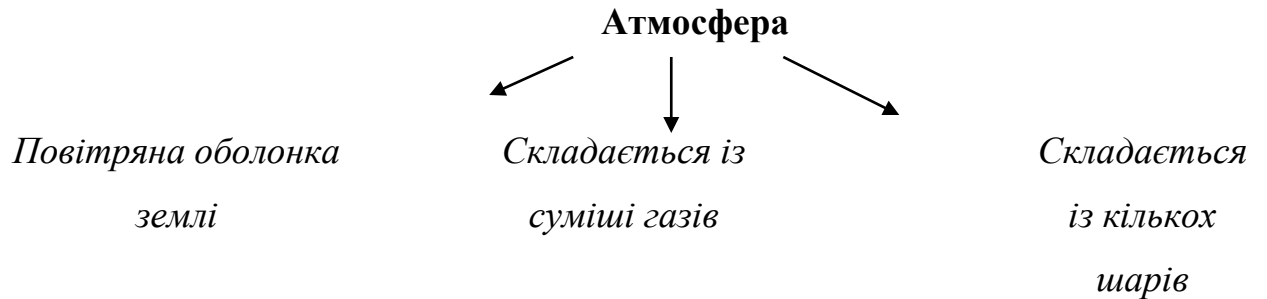 Атмосфера
Повітряна оболонка
землі
Складається із
суміші газів
Складається
із кількох
шарів